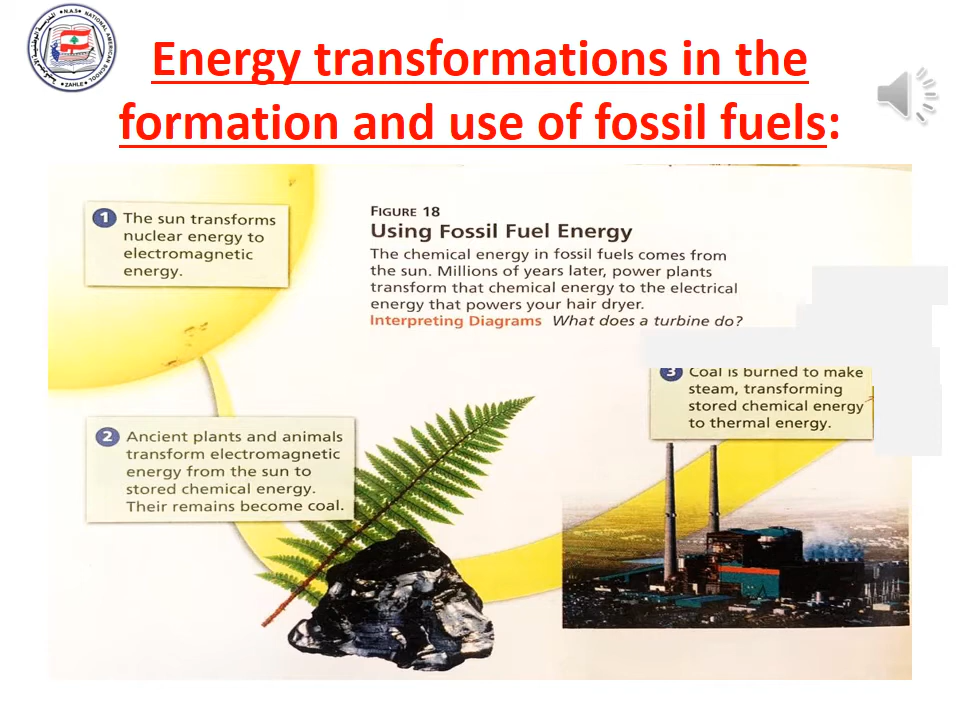 Energy transformations in the
formation and use of fossil fuels:
N.A.S
NATIONAL AMERICAN SCHOOL
ZAHLE
1 The sun transforms
nuclear energy to
electromagnetic
energy.
FIGURE 18
Using Fossil Fuel Energy
The chemical energy in fossil fuels comes from
the sun. Millions of years later, power plants
transform that chemical energy to the electrical
energy that powers your hair dryer.
Interpreting Diagrams What does a turbine do?
3 Coal is burned to make
steam, transforming
stored chemical energy
to thermal energy.
2 Ancient plants and animals
transform electromagnetic
energy from the sun to
stored chemical energy.
Their remains become coal.